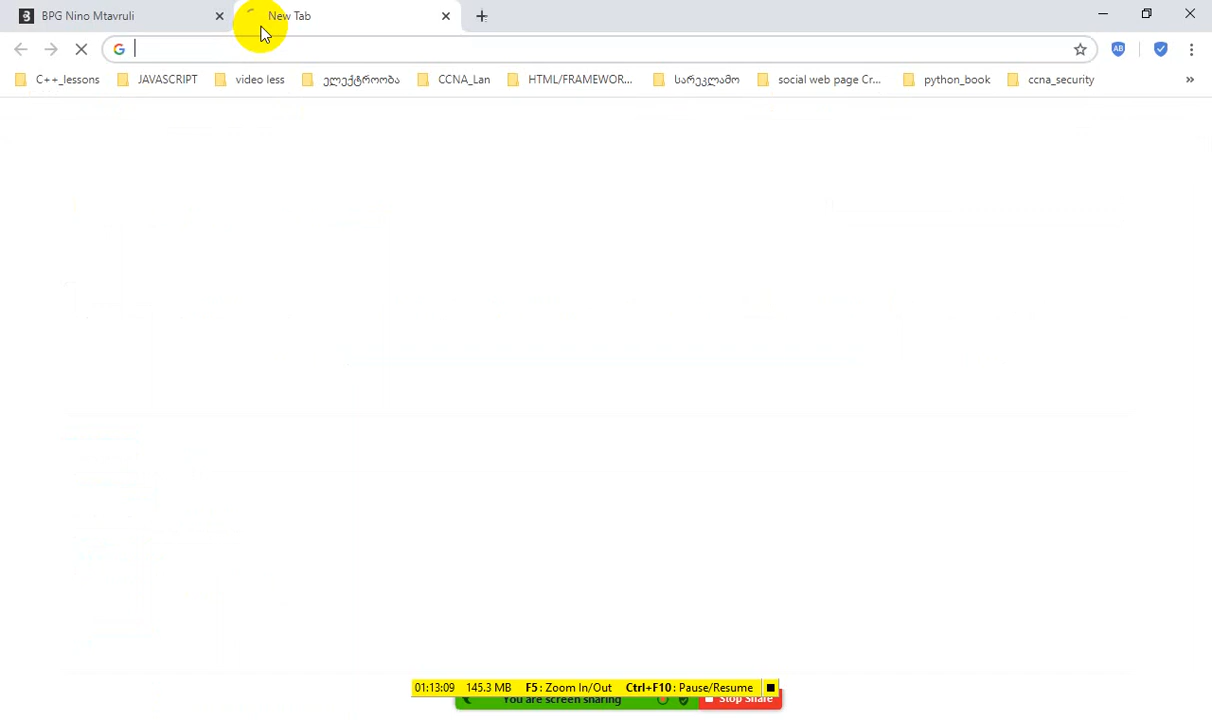 BPG Nino Mtavruli New Tab
C++_lessons JAVASCRIPT video less ელექტროობა CCNA_Lan HTML/FRAMEWOR... სარეკლამო social web page Cr... python_book ccna_security »
01:13:09 145.3 MB F5: Zoom In/Out Ctrl+F10: Pause/Resume
You are screen sharing Stop Share